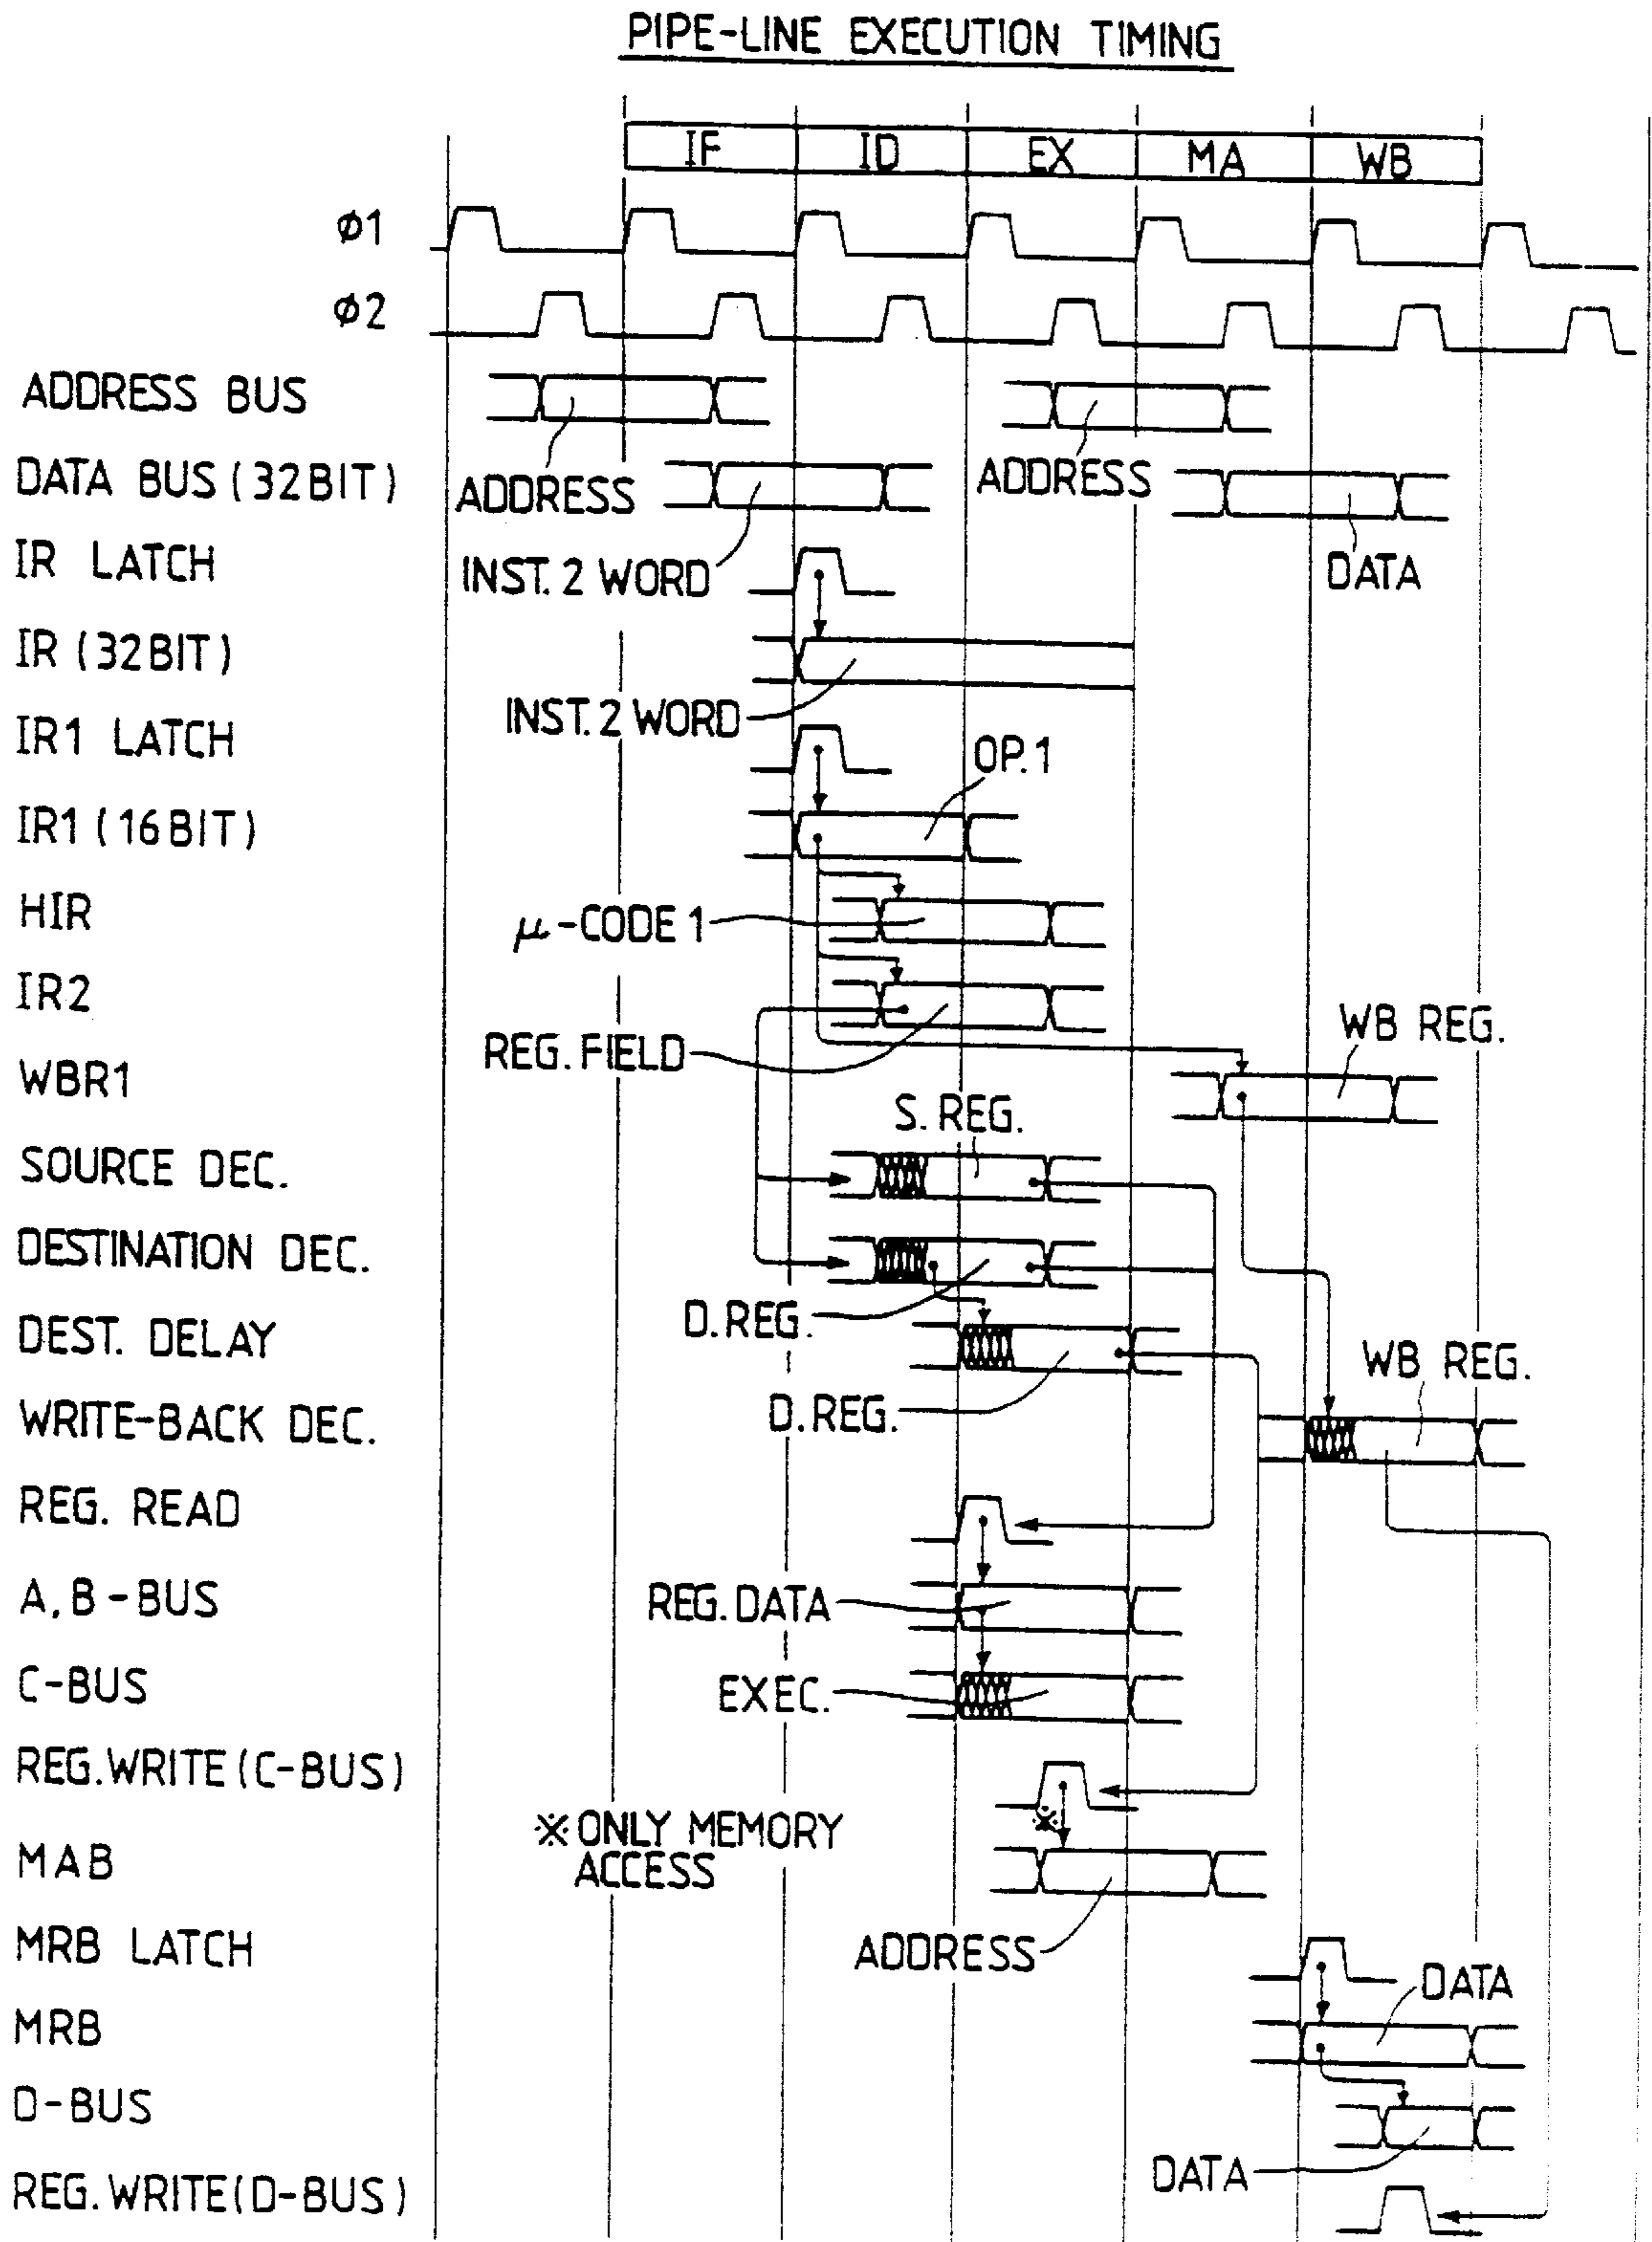 PIPE-LINE EXECUTION TIMING
IF ID EX MA WB
ø1
ø2
ADDRESS BUS
ADDRESS
ADDRESS
DATA BUS (32BIT)
INST. 2 WORD
DATA
IR LATCH
IR (32BIT)
INST. 2 WORD
IR1 LATCH
OP. 1
IR1 (16BIT)
HIR
μ-CODE 1
IR2
REG. FIELD
WB REG.
WBR1
S. REG.
SOURCE DEC.
DESTINATION DEC.
D. REG.
DEST. DELAY
WB REG.
D. REG.
WRITE-BACK DEC.
REG. READ
A, B-BUS
REG. DATA
C-BUS
EXEC.
REG. WRITE (C-BUS)
※
※ ONLY MEMORY
ACCESS
MAB
ADDRESS
MRB LATCH
DATA
MRB
D-BUS
DATA
REG. WRITE (D-BUS)